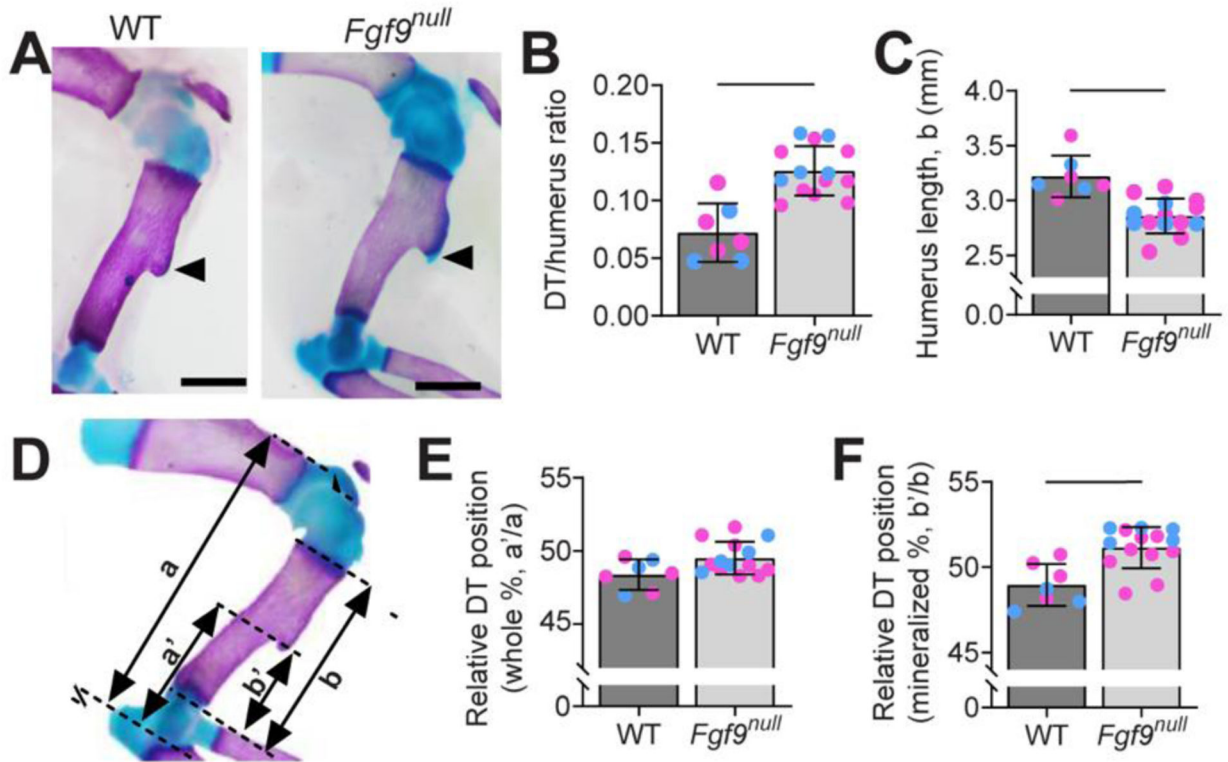 A
WT
Fgf9null
B
DT/humerus ratio
0.20
0.15
0.10
0.05
0.00
WT
Fgf9null
C
Humerus length, b (mm)
4.0
3.5
3.0
2.5
0.0
WT
Fgf9null
D
a
a'
b'
b
E
Relative DT position
(whole %, a'/a)
55
50
45
0
WT
Fgf9null
F
Relative DT position
(mineralized %, b'/b)
55
50
45
0
WT
Fgf9null